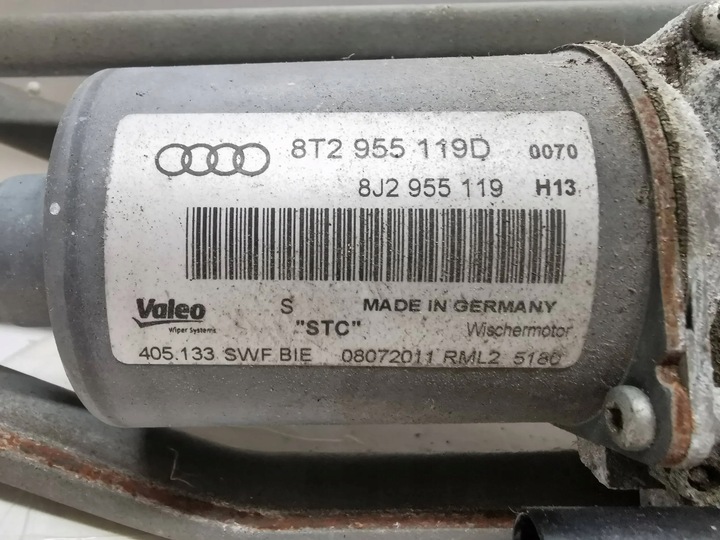 8T2 955 119D 0070
8J2 955 119 H13
Valeo S MADE IN GERMANY
Wiper Systems "STC" Wischermotor
405.133 SWF BIE 08072011 RML2 5180